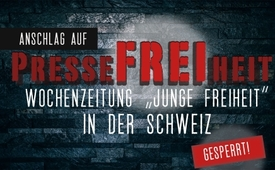 ANSCHLAG AUF
PRESSEFREIHEIT
WOCHENZEITUNG „JUNGE FREIHEIT"
IN DER SCHWEIZ
GESPERRT!